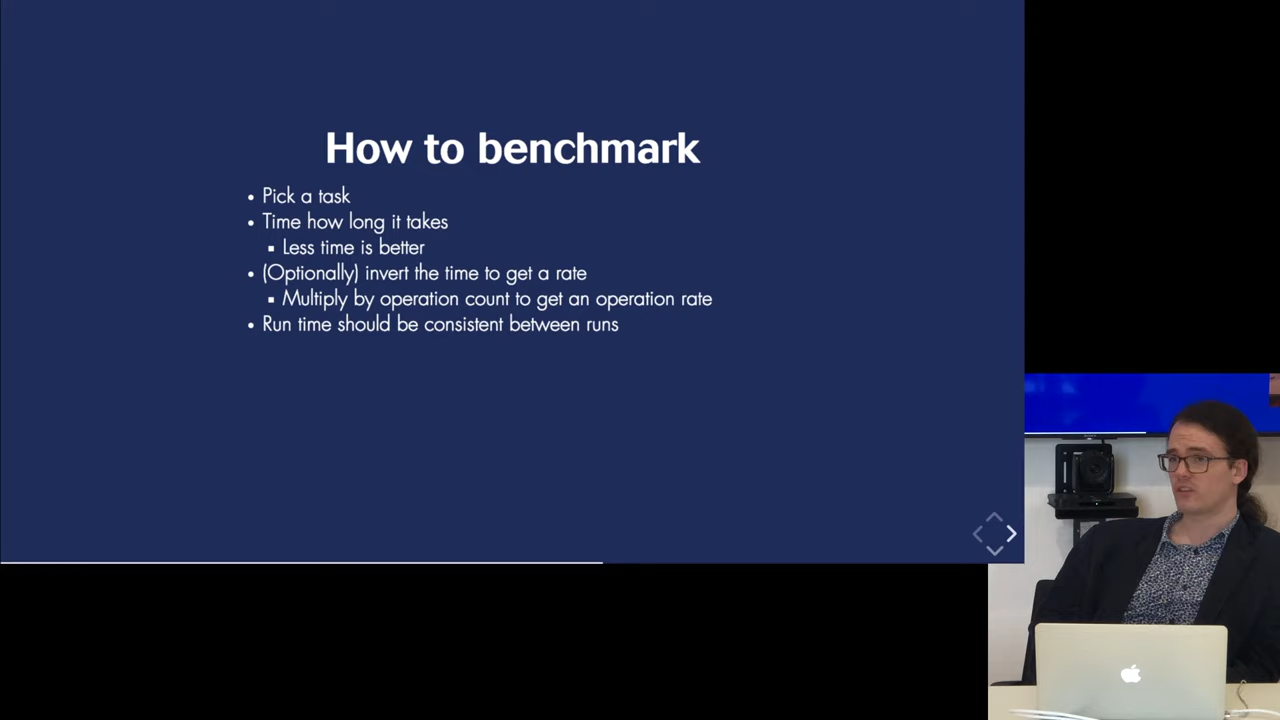 How to benchmark
• Pick a task
• Time how long it takes
▪ Less time is better
• (Optionally) invert the time to get a rate
▪ Multiply by operation count to get an operation rate
• Run time should be consistent between runs